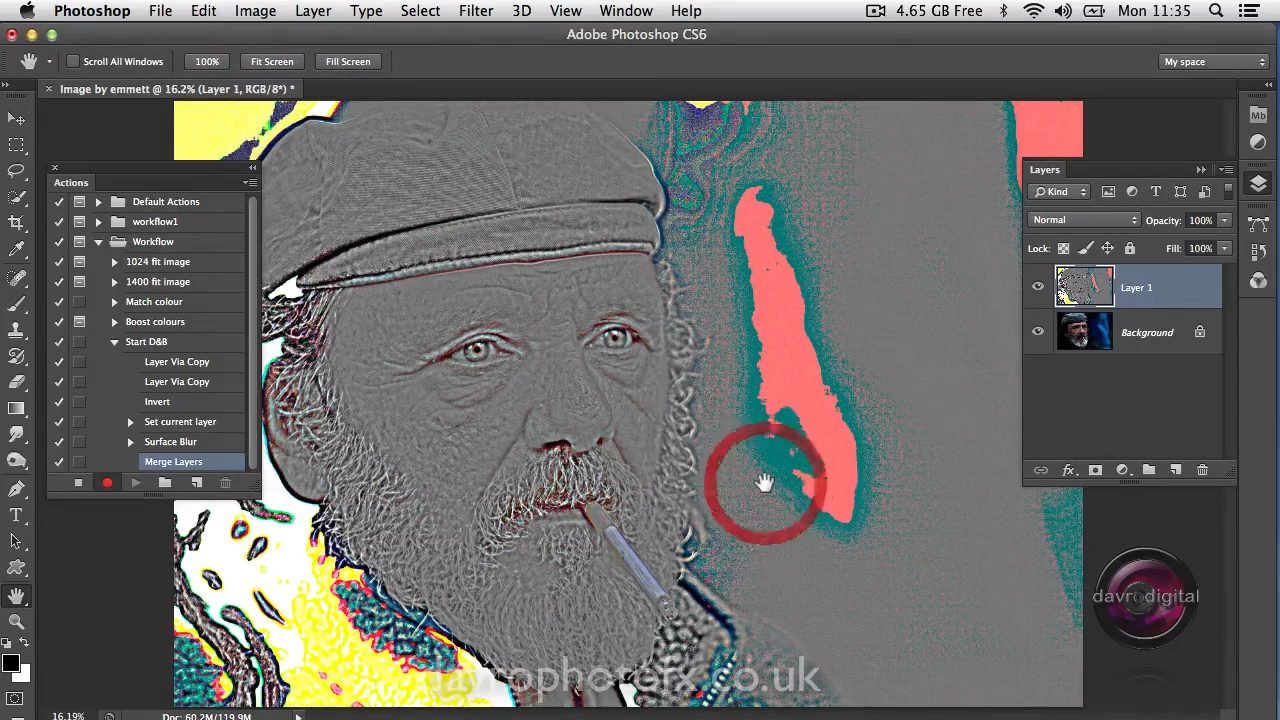 Photoshop File Edit Image Layer Type Select Filter 3D View Window Help 4.65 GB Free Mon 11:35
Adobe Photoshop CS6
Scroll All Windows 100% Fit Screen Fill Screen My space
Image by emmett @ 16.2% (Layer 1, RGB/8*) *
Actions
Default Actions
workflow1
Workflow
1024 fit image
1400 fit image
Match colour
Boost colours
Start D&B
Layer Via Copy
Layer Via Copy
Invert
Set current layer
Surface Blur
Merge Layers
Mb
Layers
Kind
Normal Opacity: 100%
Lock: Fill: 100%
Layer 1
Background
davrodigital
davrophotofx.co.uk
16.19% Doc: 60.2M/119.9M